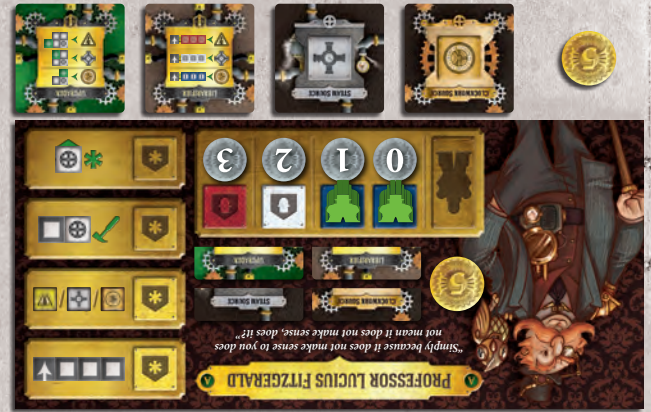 A PROFESSOR LUCIUS FITZGERALD A
"Simply because it does not make sense to you does
not mean it does not make sense, does it?!"
CLOCKWORK SOURCE
STEAM SOURCE
5
LIBRARIFIER
UPGRADER
0 1 2 3
5
CLOCKWORK SOURCE
STEAM SOURCE
LIBRARIFIER
UPGRADER